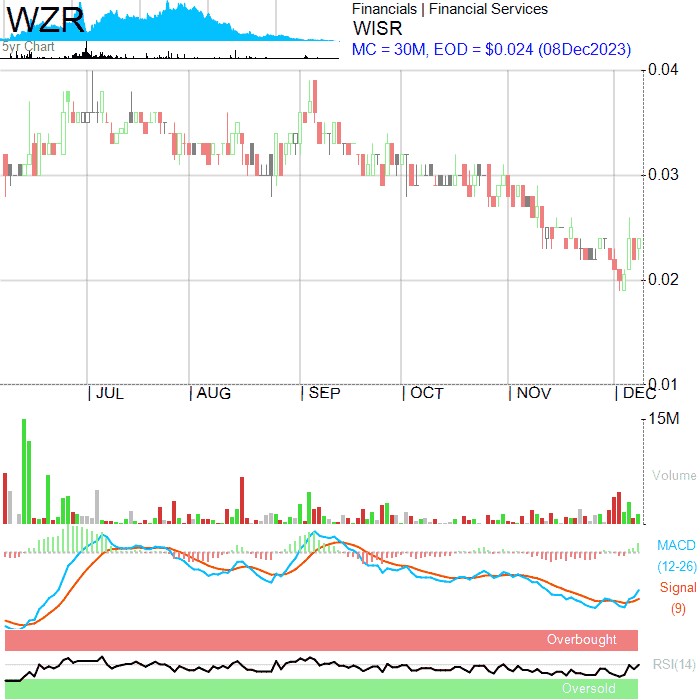 WZR
5yr Chart
Financials | Financial Services
WISR
MC = 30M, EOD = $0.024 (08Dec2023)
0.04
0.03
0.02
0.01
JUL AUG SEP OCT NOV DEC
15M
Volume
MACD
(12-26)
Signal
(9)
Overbought
RSI(14)
Oversold